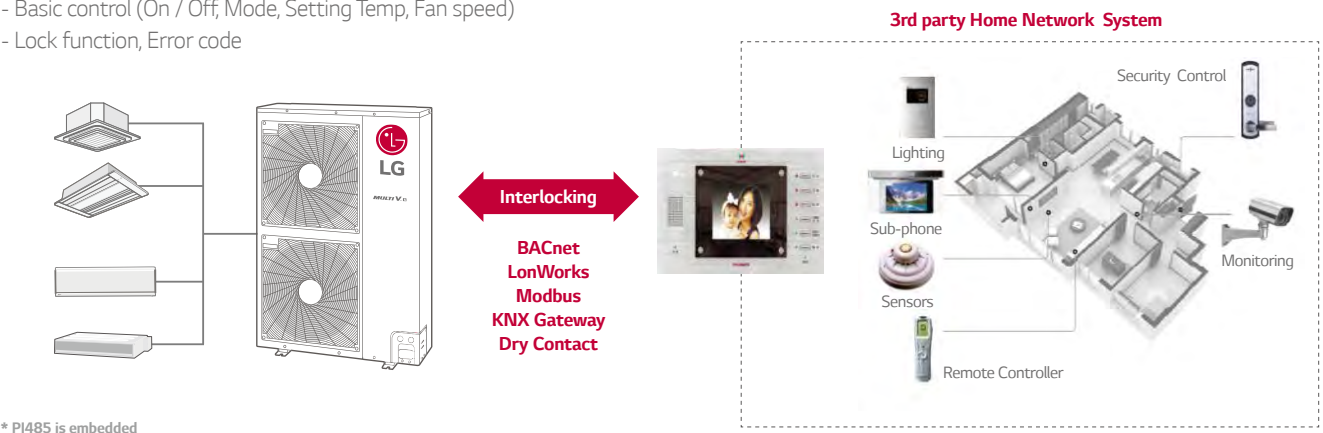 - Basic control (On / Off, Mode, Setting Temp, Fan speed)
- Lock function, Error code
3rd party Home Network System
Security Control
Lighting
Sub-phone
Sensors
Monitoring
Remote Controller
LG
MULTI V
Interlocking
BACnet
LonWorks
Modbus
KNX Gateway
Dry Contact
* PI485 is embedded